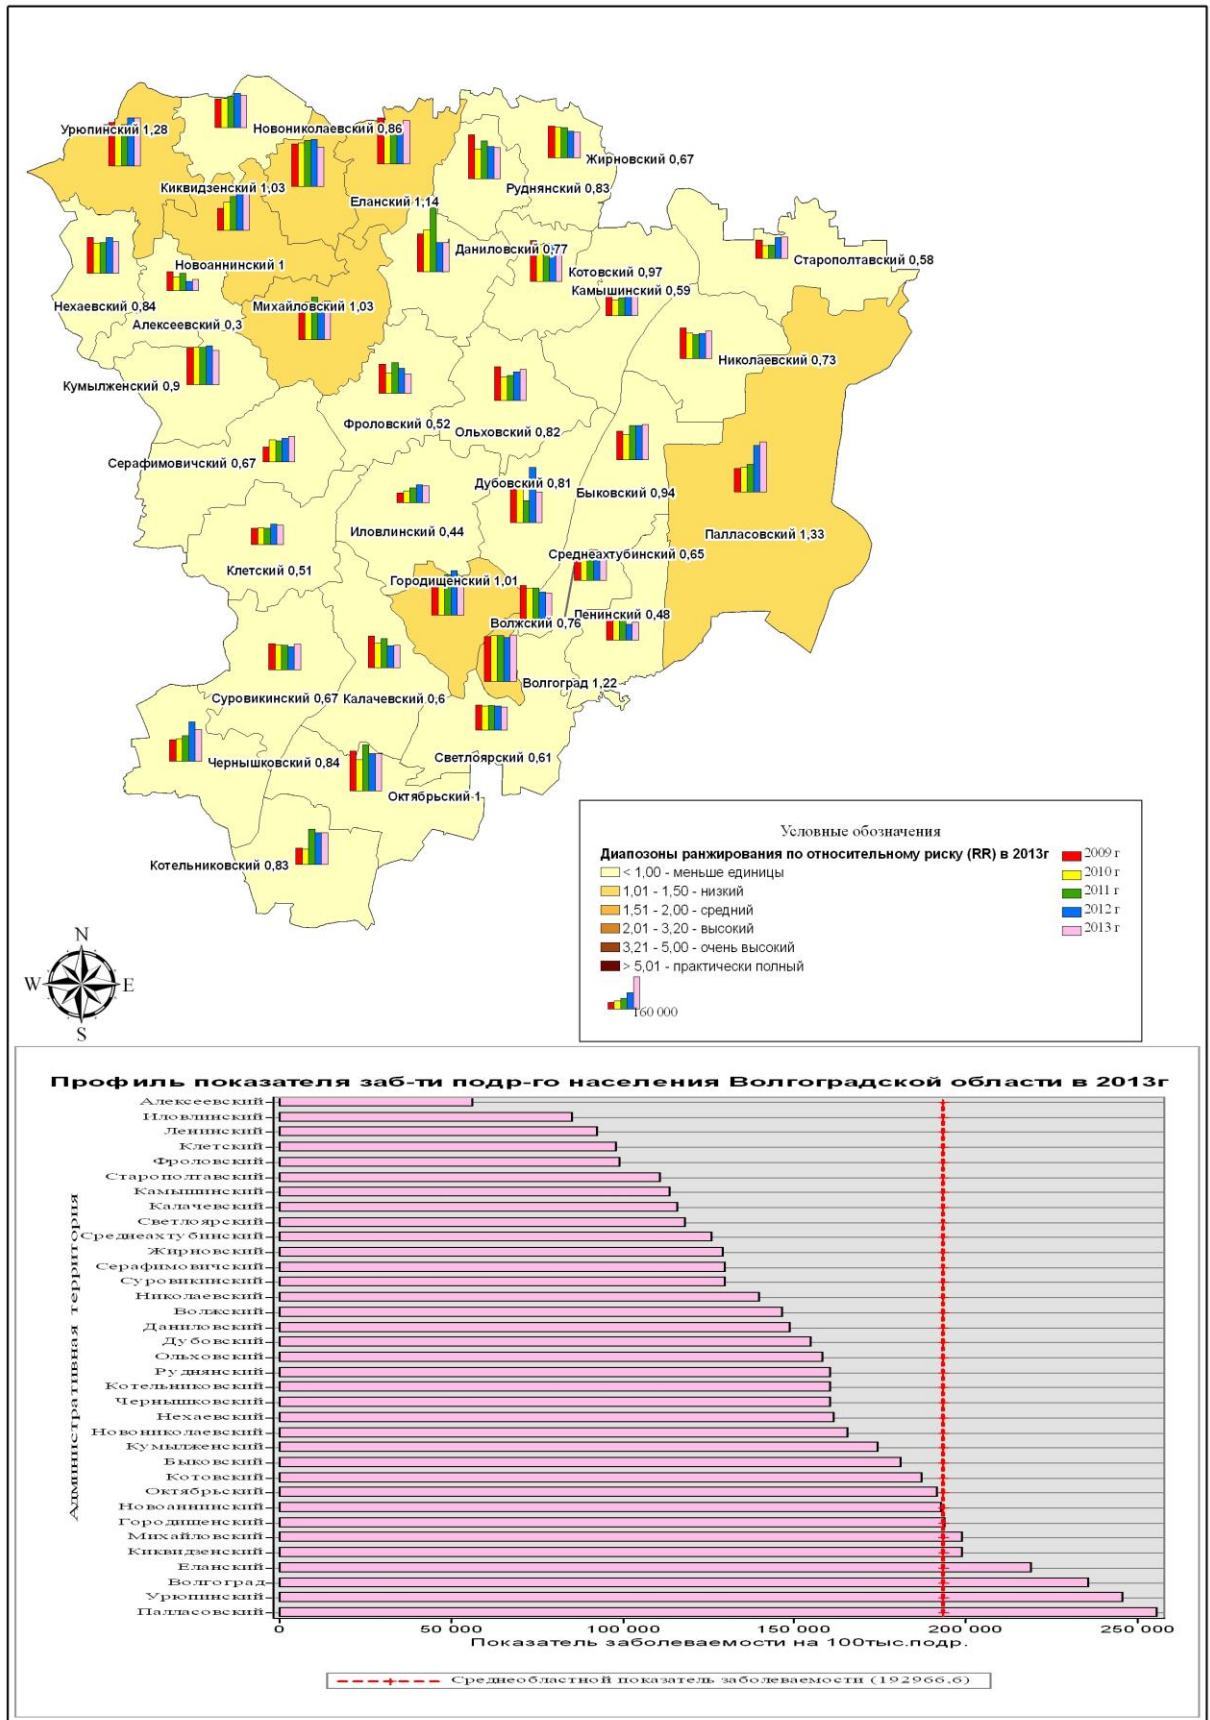 Урюпинский 1,28
Новониколаевский 0,86
Жирновский 0,67
Руднянский 0,83
Киквидзенский 1,03
Еланский 1,14
Даниловский 0,77
Котовский 0,97
Старополтавский 0,58
Новоаннинский 1
Камышинский 0,59
Нехаевский 0,84
Михайловский 1,03
Алексеевский 0,3
Николаевский 0,73
Кумылженский 0,9
Фроловский 0,52
Ольховский 0,82
Серафимовичский 0,67
Дубовский 0,81
Быковский 0,94
Иловлинский 0,44
Палласовский 1,33
Среднеахтубинский 0,65
Клетский 0,51
Городищенский 1,01
Ленинский 0,48
Волжский 0,76
Волгоград 1,22
Суровикинский 0,67
Калачевский 0,6
Светлоярский 0,61
Чернышковский 0,84
Октябрьский 1
Котельниковский 0,83
N
W
E
S
Условные обозначения
Диапозоны ранжирования по относительному риску (RR) в 2013г
< 1,00 - меньше единицы
1,01 - 1,50 - низкий
1,51 - 2,00 - средний
2,01 - 3,20 - высокий
3,21 - 5,00 - очень высокий
> 5,01 - практически полный
160 000
2009 г
2010 г
2011 г
2012 г
2013 г
Профиль показателя заб-ти подр-го населения Волгоградской области в 2013г
Административная территория
Алексеевский
Иловлинский
Ленинский
Клетский
Фроловский
Старополтавский
Камышинский
Калачевский
Светлоярский
Среднеахтубинский
Жирновский
Серафимовичский
Суровикинский
Николаевский
Волжский
Даниловский
Дубовский
Ольховский
Руднянский
Котельниковский
Чернышковский
Нехаевский
Новониколаевский
Кумылженский
Быковский
Котовский
Октябрьский
Новоаннинский
Городищенский
Михайловский
Киквидзенский
Еланский
Волгоград
Урюпинский
Палласовский
0 50 000 100 000 150 000 200 000 250 000
Показатель заболеваемости на 100тыс.подр.
Среднеобластной показатель заболеваемости (192966,6)